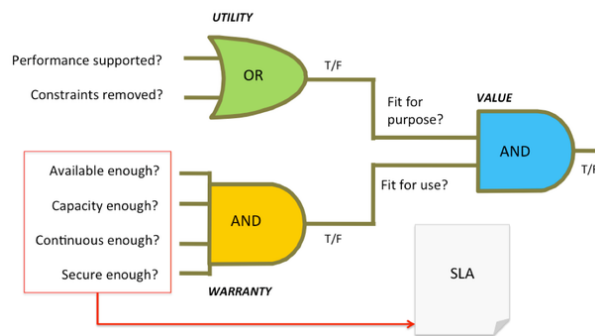 UTILITY
Performance supported?
OR
T/F
Constraints removed?
Fit for
purpose?
VALUE
AND
T/F
Available enough?
Capacity enough?
Continuous enough?
Secure enough?
AND
T/F
Fit for use?
WARRANTY
SLA